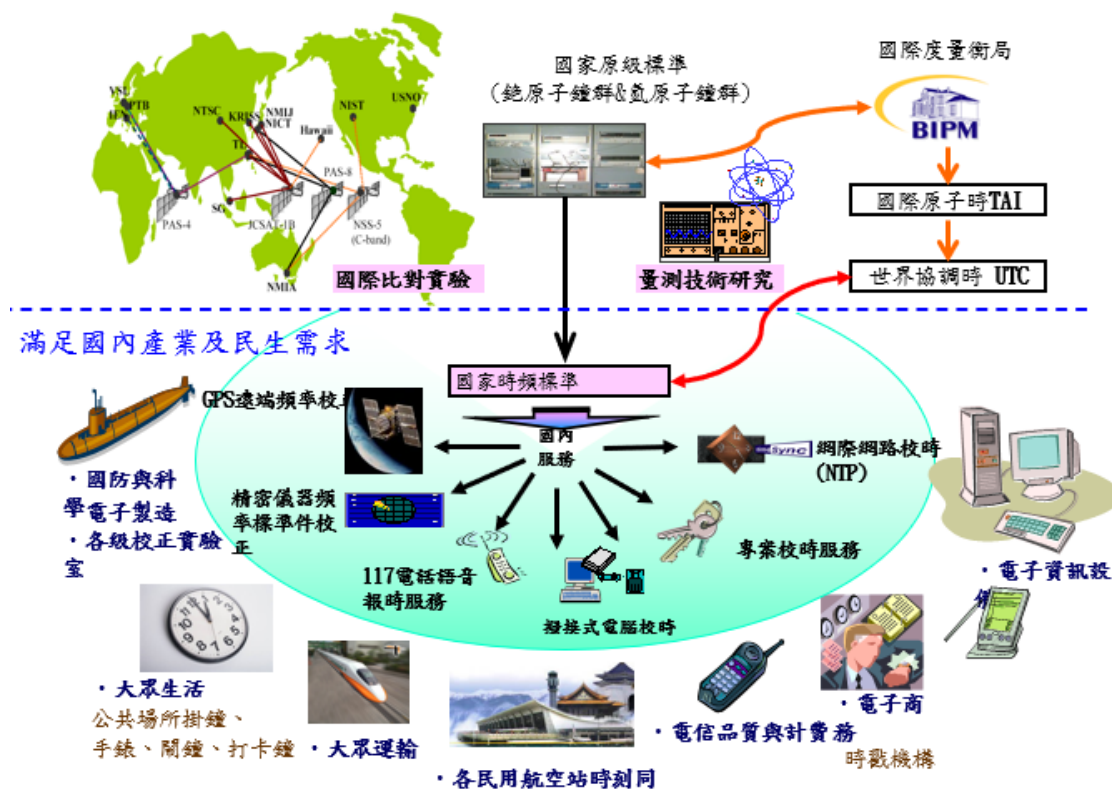 國家原級標準
(銫原子鐘群&氫原子鐘群)
國際度量衡局
BIPM
國際原子時TAI
世界協調時 UTC
量測技術研究
VSL
PTB
IEN
NTSC
KRISS
NMIJ
NICT
TL
Hawaii
NIST
USNO
SG
PAS-4
JCSAT-1B
PAS-8
NSS-5
(C-band)
NMIA
國際比對實驗
滿足國內產業及民生需求
國家時頻標準
國內
服務
GPS遠端頻率校
精密儀器頻
率標準件校
正
117電話語音
報時服務
撥接式電腦校時
專案校時服務
sync
網際網路校時
(NTP)
・國防與科
學
電子製造
・各級校正實驗
室
・大眾生活
公共場所掛鐘、
手錶、鬧鐘、打卡鐘
・大眾運輸
・各民用航空站時刻同
・電信品質與計費務
・電子商
時戳機構
・電子資訊設
備